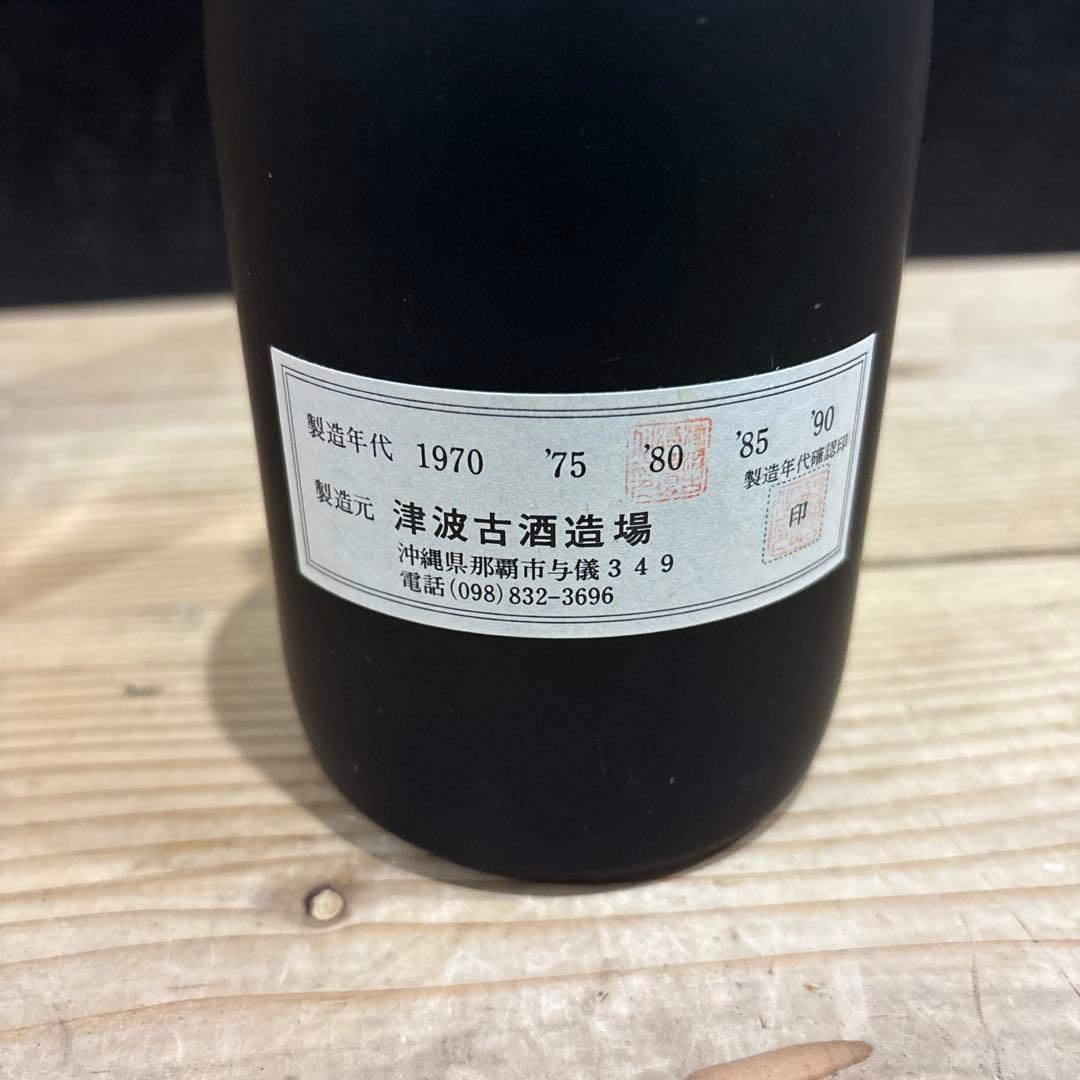 製造年代 1970 '75 '80 '85 '90
製造年代確認印
印
製造元 津波古酒造場
沖縄県那覇市与儀349
電話(098)832-3696